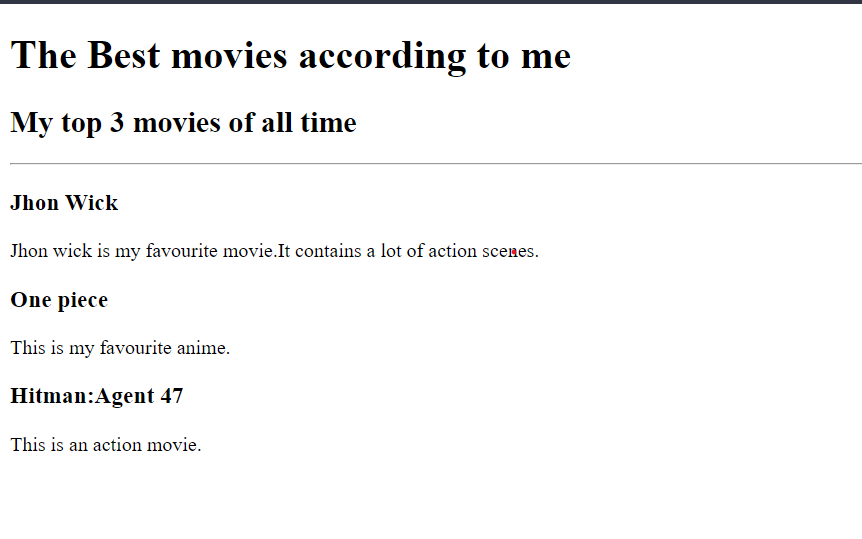 The Best movies according to me
My top 3 movies of all time
Jhon Wick
Jhon wick is my favourite movie.It contains a lot of action scenes.
One piece
This is my favourite anime.
Hitman:Agent 47
This is an action movie.